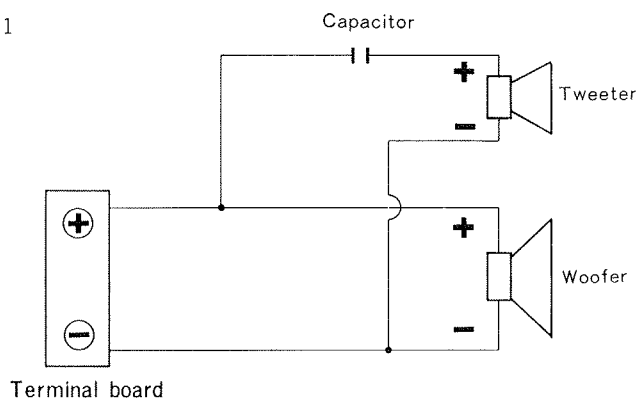 1
Capacitor
+
−
Tweeter
+
−
Woofer
+
−
Terminal board